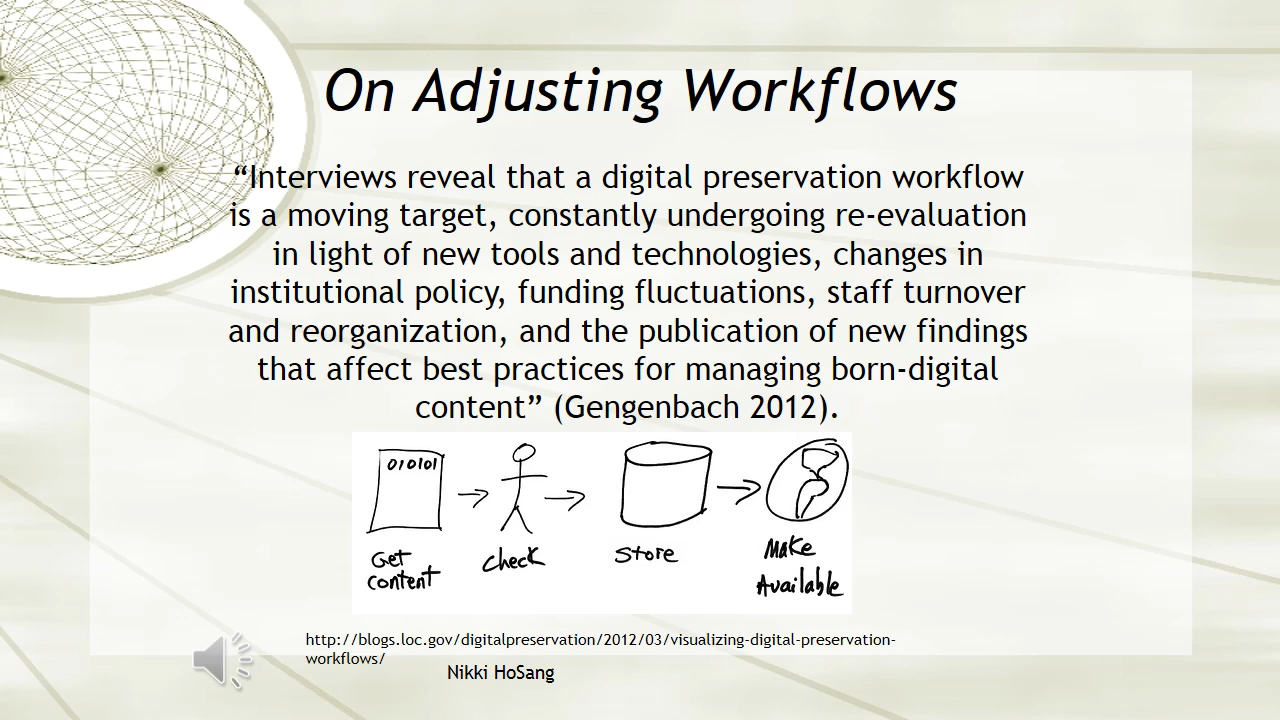 On Adjusting Workflows
“Interviews reveal that a digital preservation workflow
is a moving target, constantly undergoing re-evaluation
in light of new tools and technologies, changes in
institutional policy, funding fluctuations, staff turnover
and reorganization, and the publication of new findings
that affect best practices for managing born-digital
content” (Gengenbach 2012).
010101
Get
content
Check
Store
Make
Available
http://blogs.loc.gov/digitalpreservation/2012/03/visualizing-digital-preservation-
workflows/
Nikki HoSang